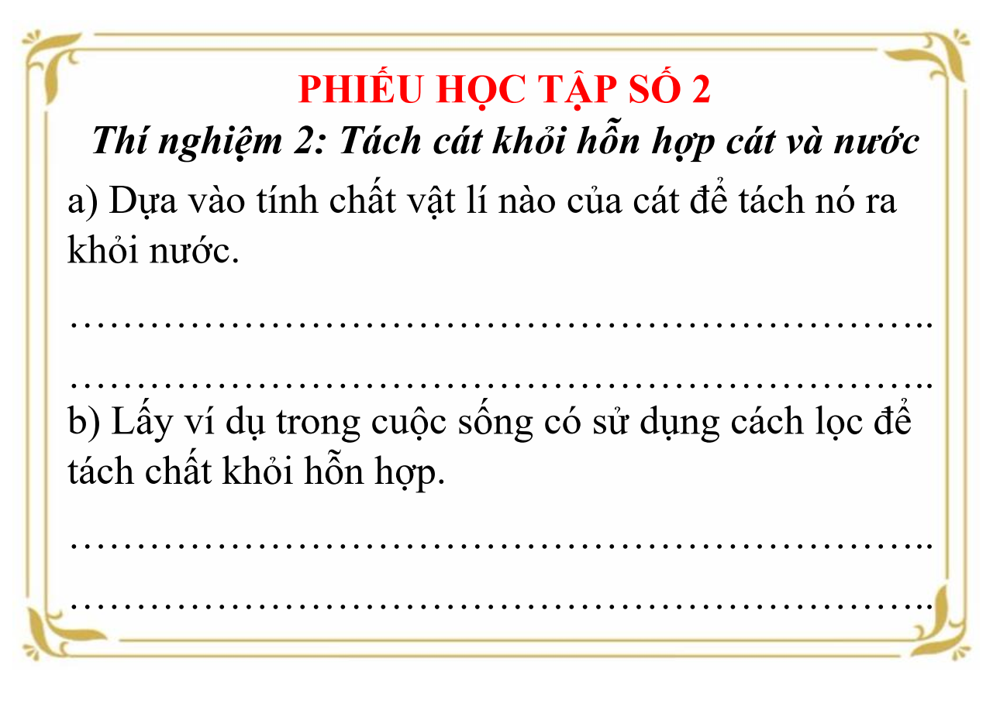 PHIẾU HỌC TẬP SỐ 2
Thí nghiệm 2: Tách cát khỏi hỗn hợp cát và nước
a) Dựa vào tính chất vật lí nào của cát để tách nó ra
khỏi nước.
………………………………………………………………..
………………………………………………………………..
b) Lấy ví dụ trong cuộc sống có sử dụng cách lọc để
tách chất khỏi hỗn hợp.
………………………………………………………………..
………………………………………………………………..